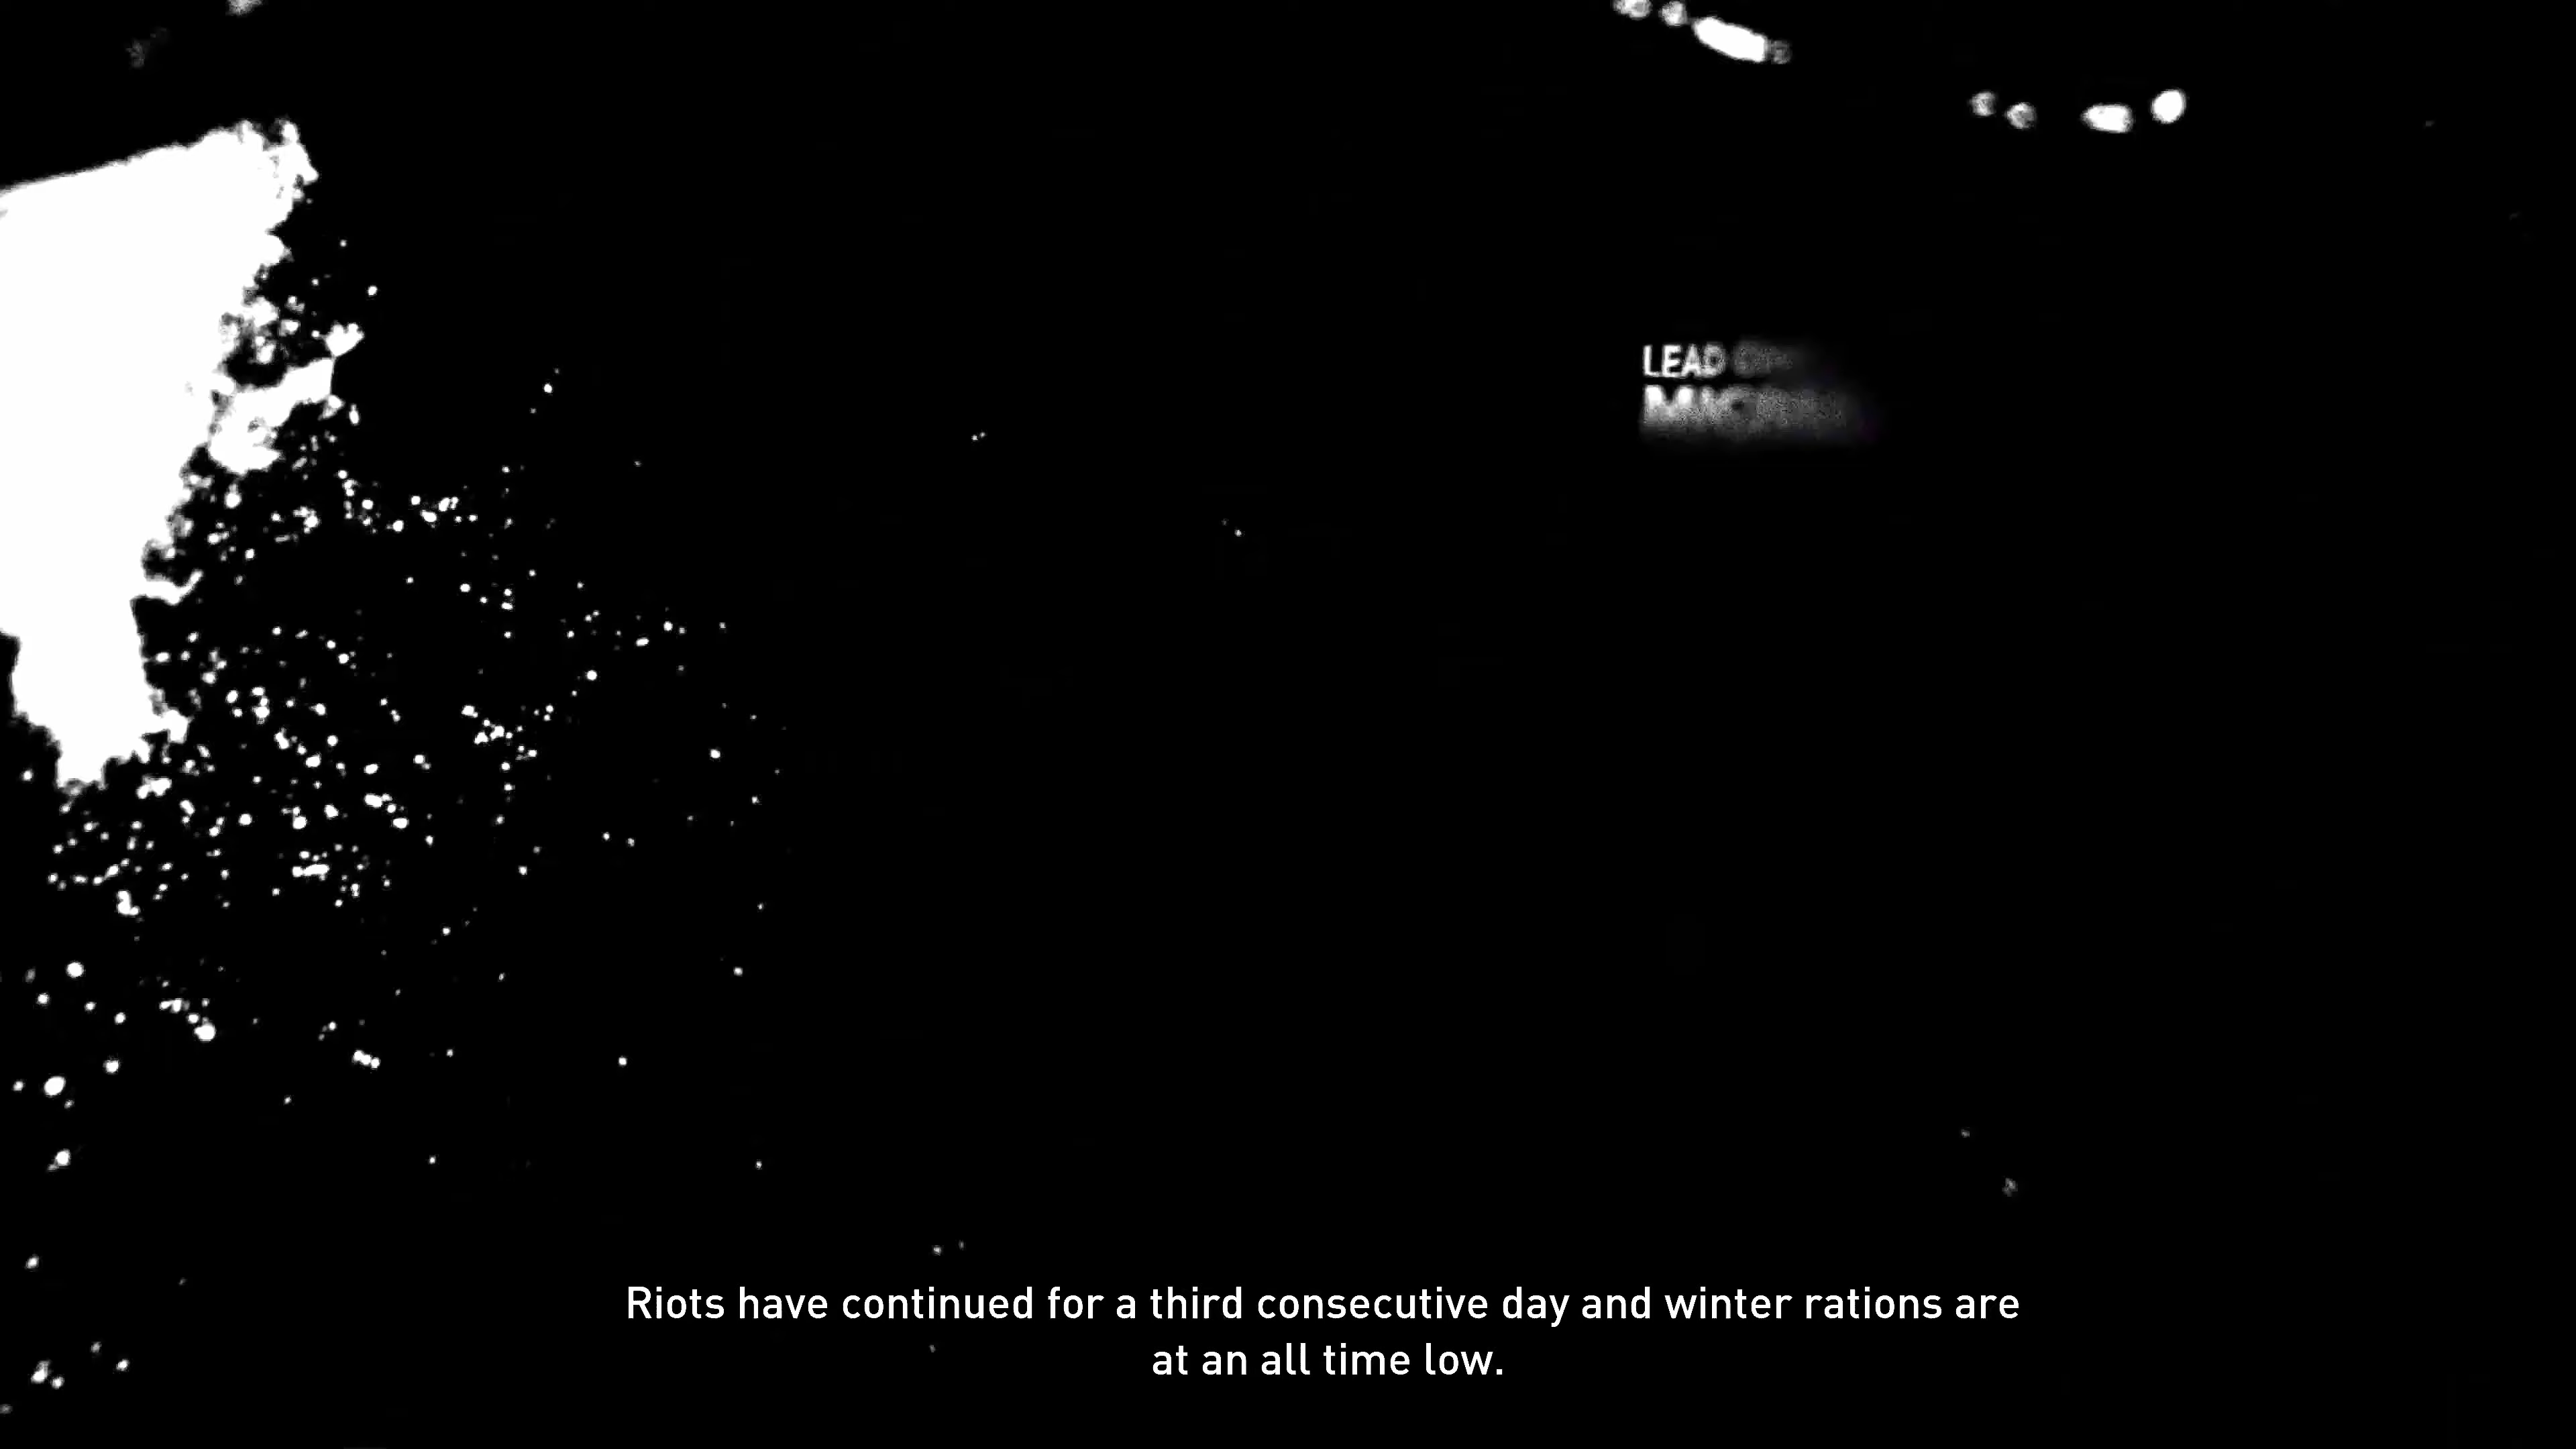 LEAD
Riots have continued for a third consecutive day and winter rations are
at an all time low.